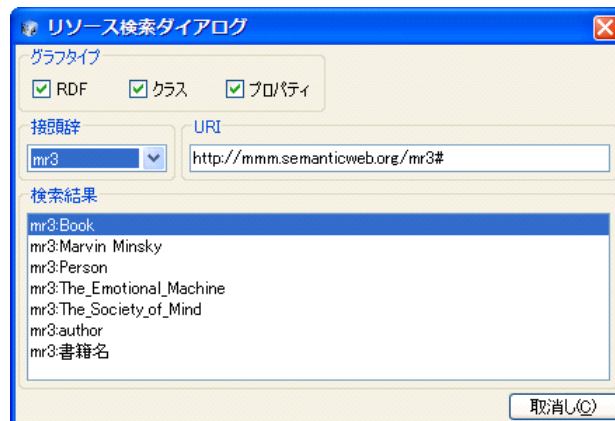 リソース検索ダイアログ
グラフタイプ
RDF クラス プロパティ
接頭辞 URI
mr3 http://mmm.semanticweb.org/mr3#
検索結果
mr3:Book
mr3:Marvin Minsky
mr3:Person
mr3:The_Emotional_Machine
mr3:The_Society_of_Mind
mr3:author
mr3:書籍名
取消し(C)